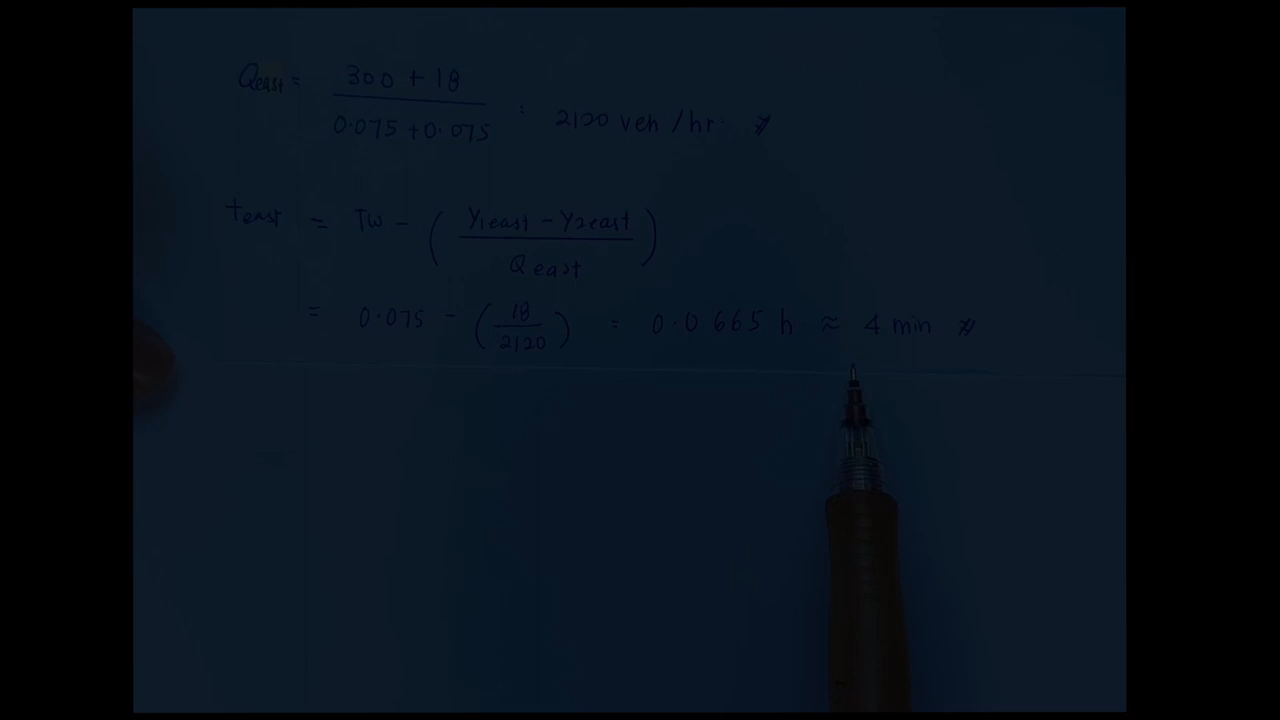 Qeast = 300 + 18 / 0.075 + 0.075 : 2120 veh/hr.
teast = Tw - ( y1east - y2east / Qeast )
= 0.075 - ( 18 / 2120 ) = 0.0665 h ≈ 4 min